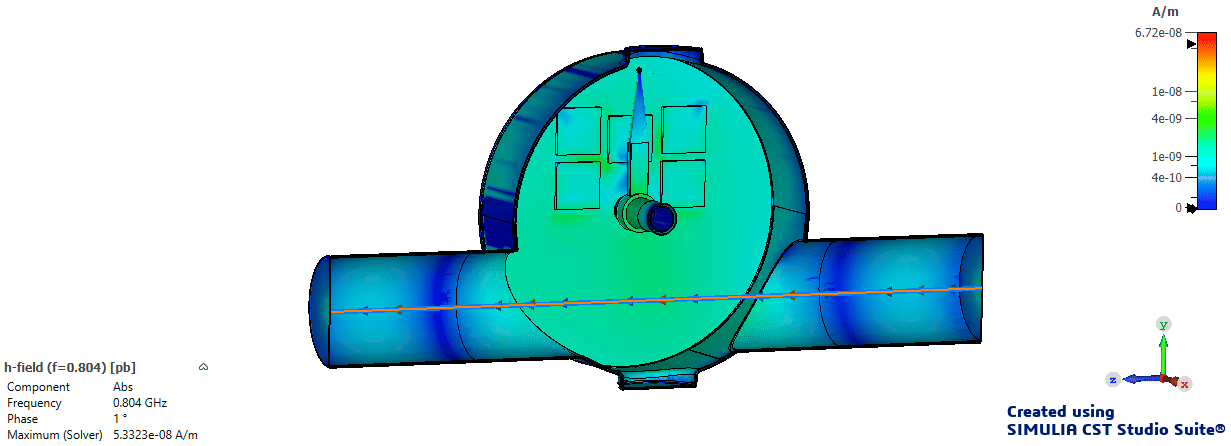 A/m
6.72e-08
1e-08
4e-09
1e-09
4e-10
0
h-field (f=0.804) [pb]
Component Abs
Frequency 0.804 GHz
Phase 1 °
Maximum (Solver) 5.3323e-08 A/m
y
z
x
Created using
SIMULIA CST Studio Suite®